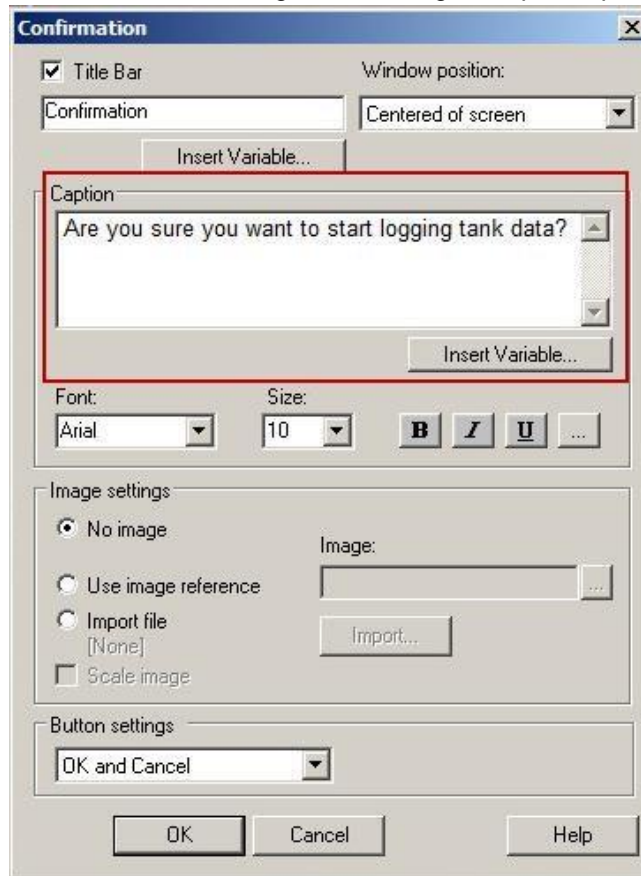 Confirmation
Title Bar
Window position:
Confirmation
Centered of screen
Insert Variable...
Caption
Are you sure you want to start logging tank data?
Insert Variable...
Font:
Size:
Arial
10
B I U ...
Image settings
No image
Image:
Use image reference
...
Import file
[None]
Import...
Scale image
Button settings
OK and Cancel
OK
Cancel
Help